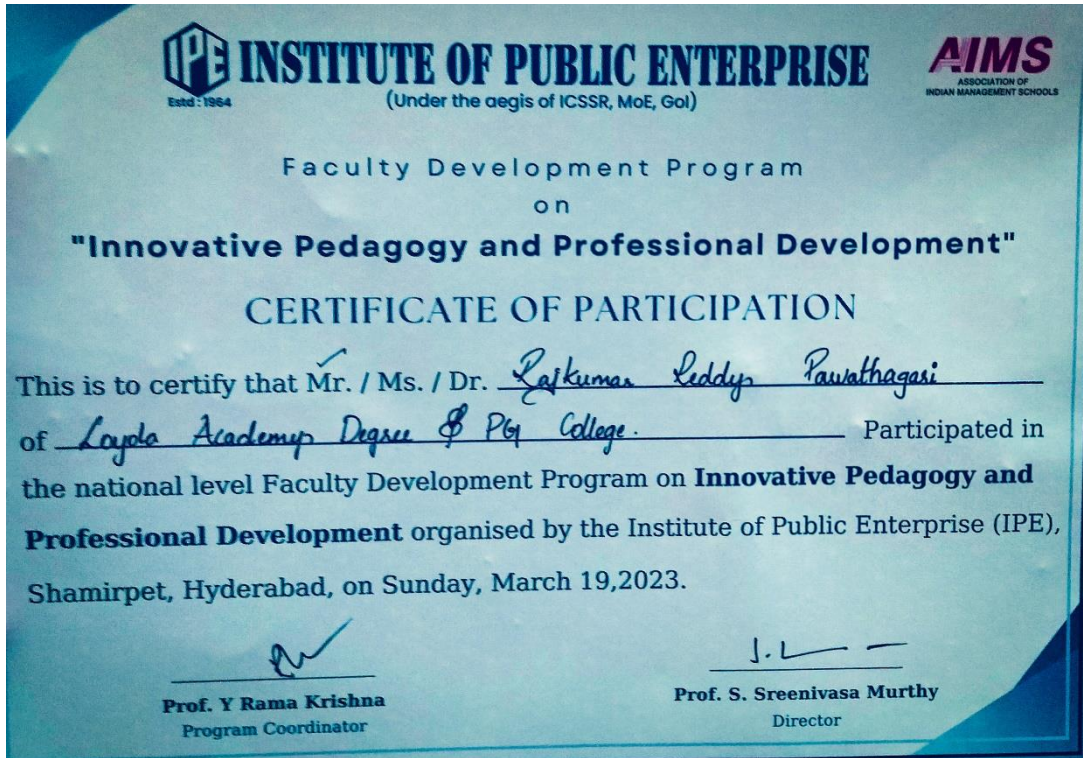 IPE INSTITUTE OF PUBLIC ENTERPRISE
Estd : 1964
(Under the aegis of ICSSR, MoE, GoI)
AIMS
ASSOCIATION OF
INDIAN MANAGEMENT SCHOOLS
Faculty Development Program
on
"Innovative Pedagogy and Professional Development"
CERTIFICATE OF PARTICIPATION
This is to certify that Mr. / Ms. / Dr. Rajkumar Reddy Pawathagari
of Loyola Academy Degree & PG College. Participated in
the national level Faculty Development Program on Innovative Pedagogy and
Professional Development organised by the Institute of Public Enterprise (IPE),
Shamirpet, Hyderabad, on Sunday, March 19,2023.
Prof. Y Rama Krishna
Program Coordinator
Prof. S. Sreenivasa Murthy
Director